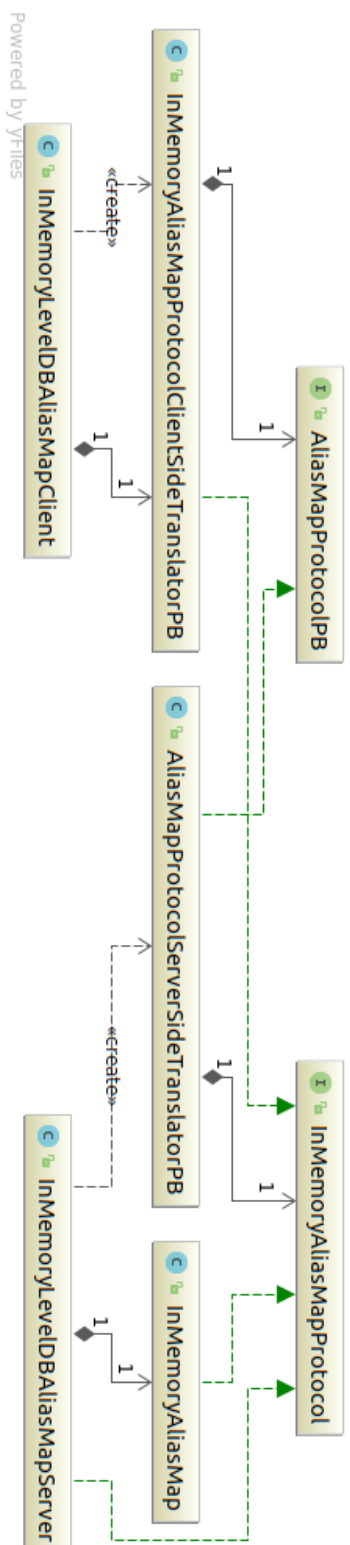 I AliasMapProtocolPB
I InMemoryAliasMapProtocol
1
1
1
1
C InMemoryAliasMapProtocolClientSideTranslatorPB
C AliasMapProtocolServerSideTranslatorPB
C InMemoryAliasMap
«create»
1
1
«create»
1
1
C InMemoryLevelDBAliasMapClient
C InMemoryLevelDBAliasMapServer
Powered by yFiles